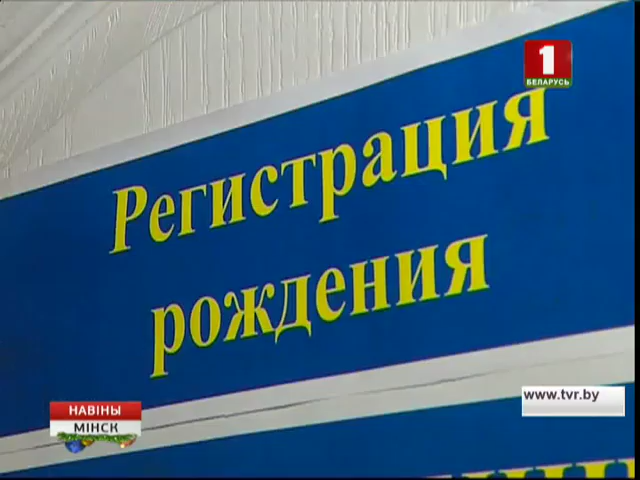 1
БЕЛАРУСЬ
Регистрация
рождения
www.tvr.by
НАВІНЫ
МІНСК